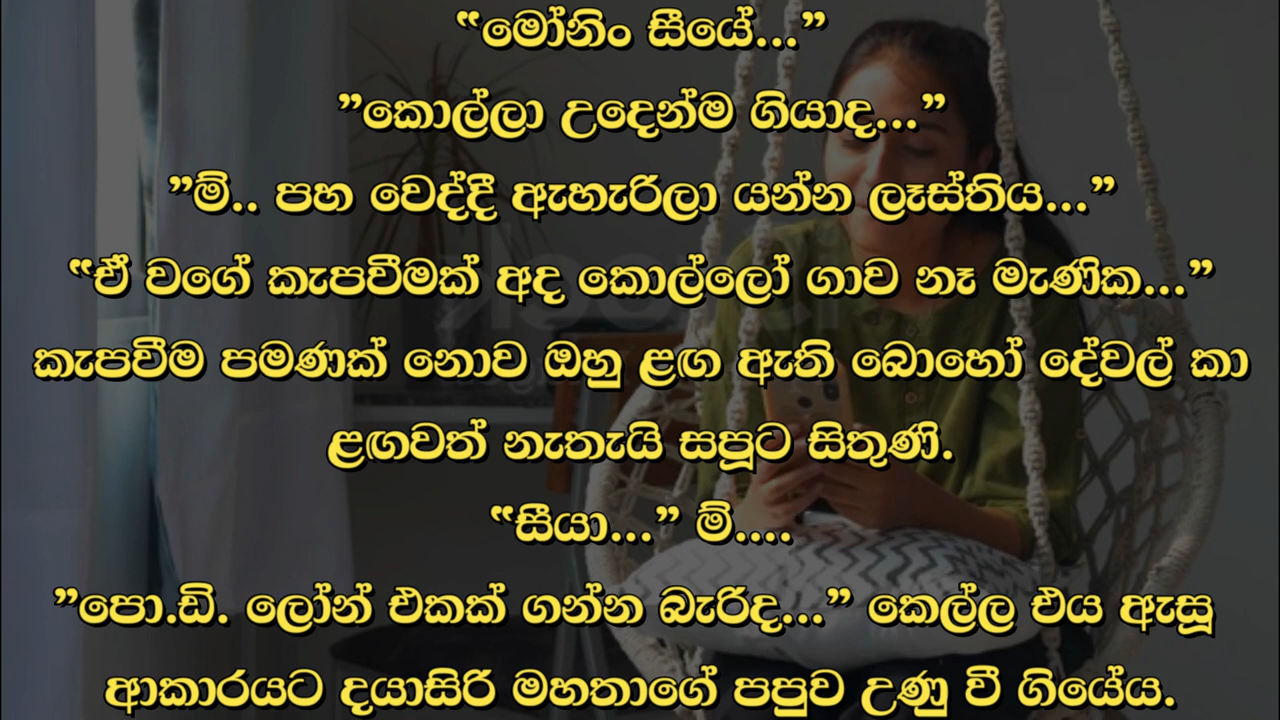 “මෝනිං සීයේ...”
”කොල්ලා උදෙන්ම ගියාද...”
”ම්.. පහ වෙද්දී ඇහැරිලා යන්න ලෑස්තිය...”
“ඒ වගේ කැපවීමක් අද කොල්ලෝ ගාව නෑ මැණික...”
කැපවීම පමණක් නොව ඔහු ළඟ ඇති බොහෝ දේවල් කා
ළඟවත් නැතැයි සපූට සිතුණි.
“සීයා...” ම්....
”පො.ඩි. ලෝන් එකක් ගන්න බැරිද...” කෙල්ල එය ඇසූ
ආකාරයට දයාසිරි මහතාගේ පපුව උණු වී ගියේය.